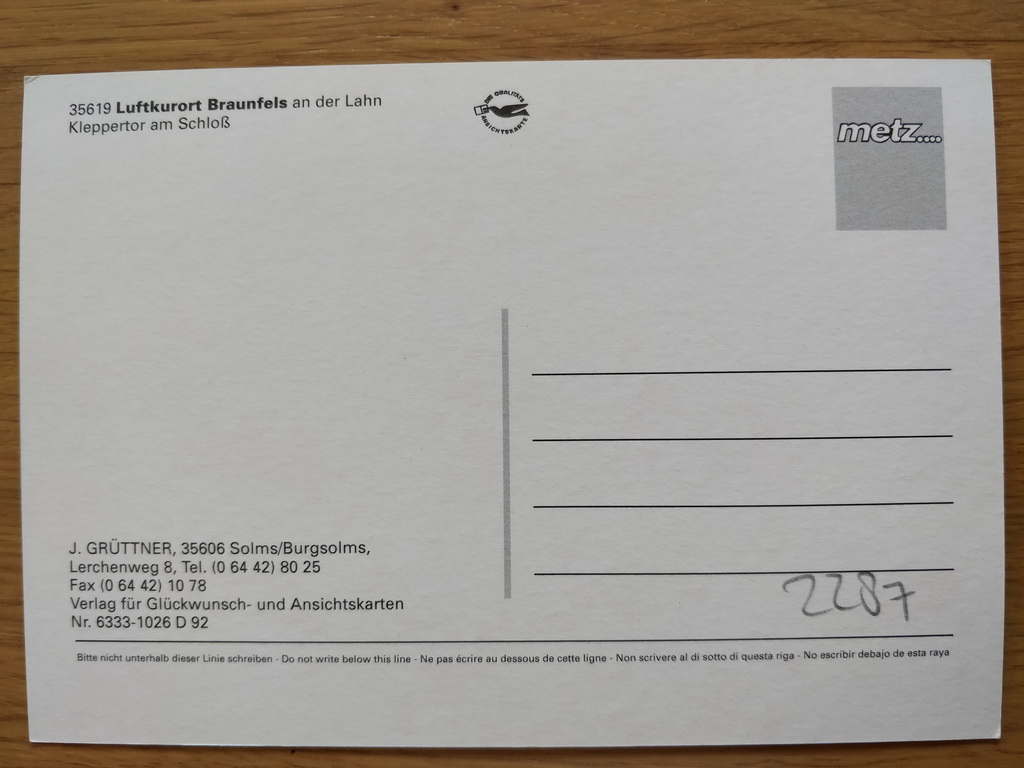 35619 Luftkurort Braunfels an der Lahn
Kleppertor am Schloß
DIE QUALITÄTS
ANSICHTSKARTE
metz....
J. GRÜTTNER, 35606 Solms/Burgsolms,
Lerchenweg 8, Tel. (0 64 42) 80 25
Fax (0 64 42) 10 78
Verlag für Glückwunsch- und Ansichtskarten
Nr. 6333-1026 D 92
2287
Bitte nicht unterhalb dieser Linie schreiben - Do not write below this line - Ne pas écrire au dessous de cette ligne - Non scrivere al di sotto di questa riga - No escribir debajo de esta raya